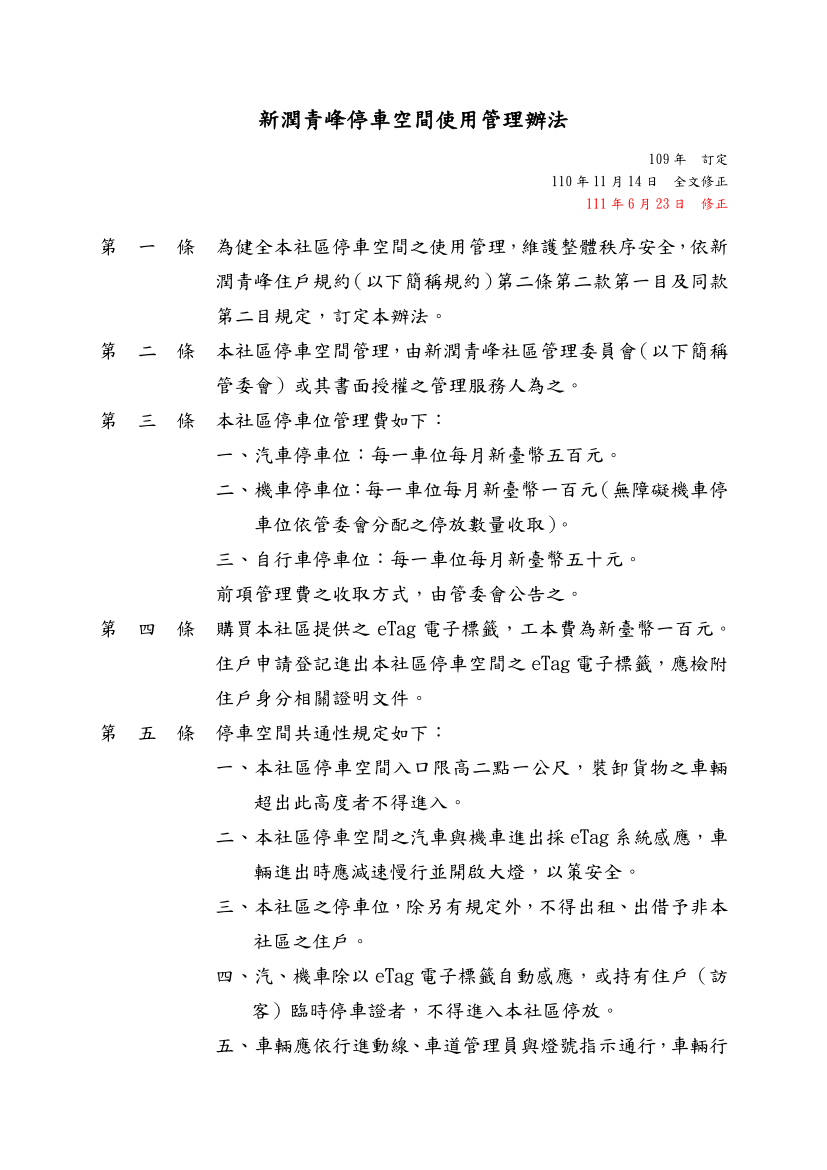 新潤青峰停車空間使用管理辦法
109 年　訂定
110 年 11 月 14 日　全文修正
111 年 6 月 23 日　修正
第　一　條　為健全本社區停車空間之使用管理，維護整體秩序安全，依新
潤青峰住戶規約（以下簡稱規約）第二條第二款第一目及同款
第二目規定，訂定本辦法。
第　二　條　本社區停車空間管理，由新潤青峰社區管理委員會（以下簡稱
管委會）或其書面授權之管理服務人為之。
第　三　條　本社區停車位管理費如下：
一、汽車停車位：每一車位每月新臺幣五百元。
二、機車停車位：每一車位每月新臺幣一百元（無障礙機車停
車位依管委會分配之停放數量收取）。
三、自行車停車位：每一車位每月新臺幣五十元。
前項管理費之收取方式，由管委會公告之。
第　四　條　購買本社區提供之 eTag 電子標籤，工本費為新臺幣一百元。
住戶申請登記進出本社區停車空間之 eTag 電子標籤，應檢附
住戶身分相關證明文件。
第　五　條　停車空間共通性規定如下：
一、本社區停車空間入口限高二點一公尺，裝卸貨物之車輛
超出此高度者不得進入。
二、本社區停車空間之汽車與機車進出採 eTag 系統感應，車
輛進出時應減速慢行並開啟大燈，以策安全。
三、本社區之停車位，除另有規定外，不得出租、出借予非本
社區之住戶。
四、汽、機車除以 eTag 電子標籤自動感應，或持有住戶（訪
客）臨時停車證者，不得進入本社區停放。
五、車輛應依行進動線、車道管理員與燈號指示通行，車輛行